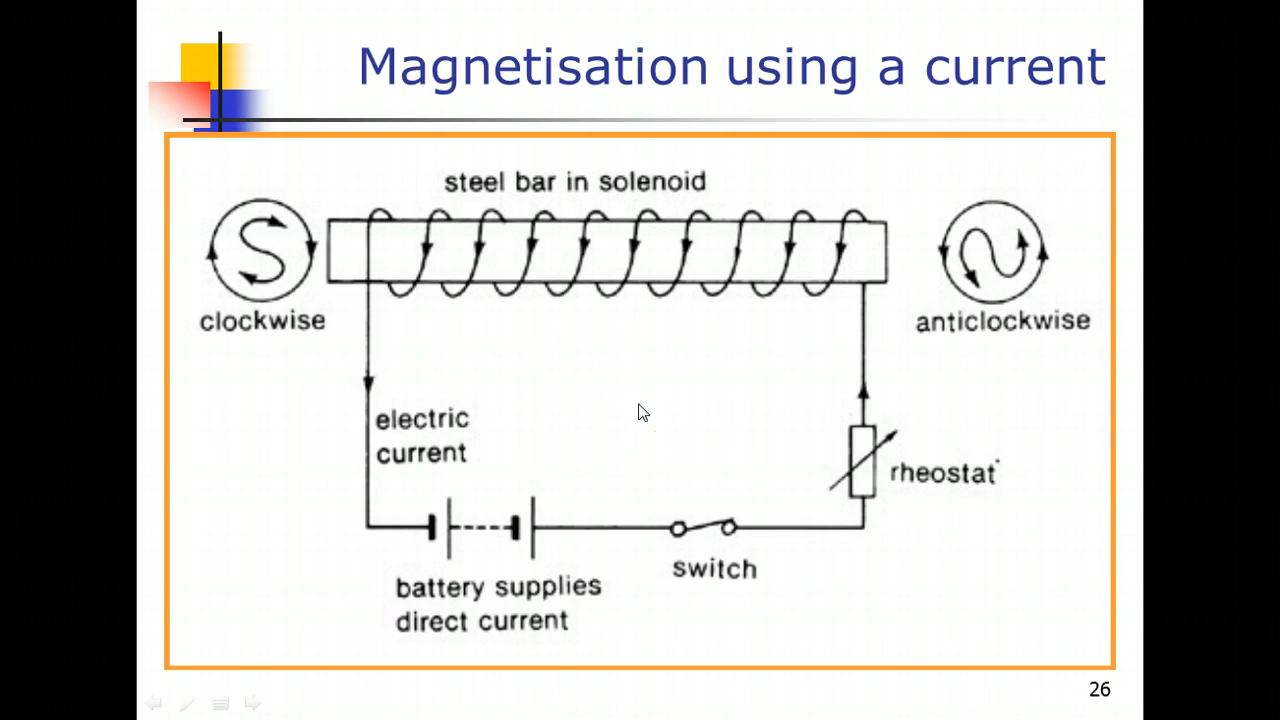 Magnetisation using a current
steel bar in solenoid
S
N
clockwise
anticlockwise
electric
current
rheostat
switch
battery supplies
direct current
26